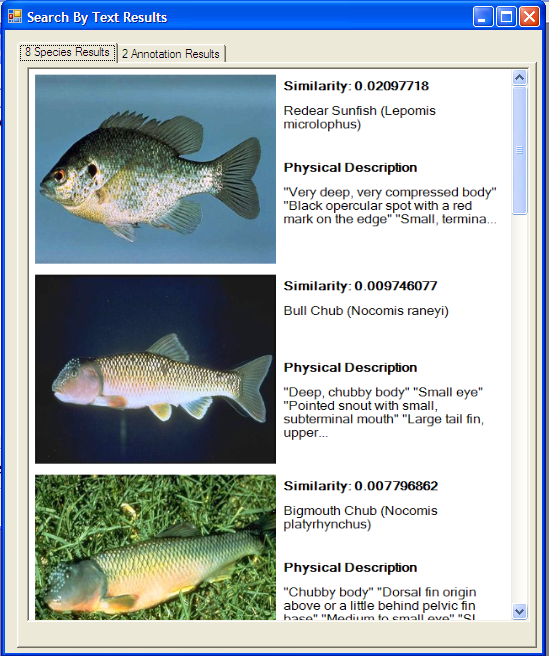 Search By Text Results
8 Species Results
2 Annotation Results
Similarity: 0.02097718
Redear Sunfish (Lepomis
microlophus)
Physical Description
"Very deep, very compressed body"
"Black opercular spot with a red
mark on the edge" "Small, termina...
Similarity: 0.009746077
Bull Chub (Nocomis raneyi)
Physical Description
"Deep, chubby body" "Small eye"
"Pointed snout with small,
subterminal mouth" "Large tail fin,
upper...
Similarity: 0.007796862
Bigmouth Chub (Nocomis
platyrhynchus)
Physical Description
"Chubby body" "Dorsal fin origin
above or a little behind pelvic fin
base" "Medium to small eye"